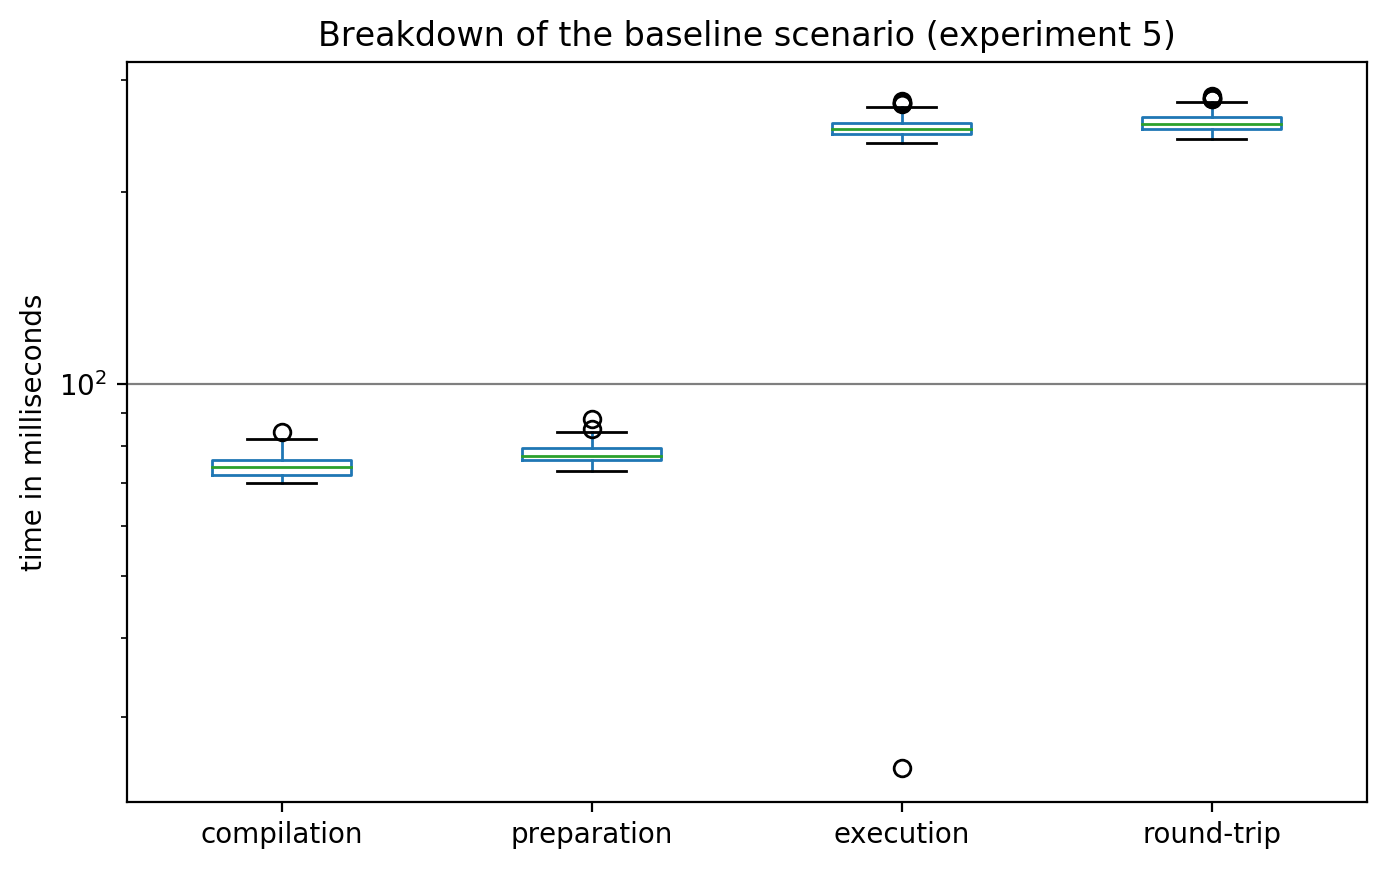 Breakdown of the baseline scenario (experiment 5)
time in milliseconds
10²
compilation
preparation
execution
round-trip